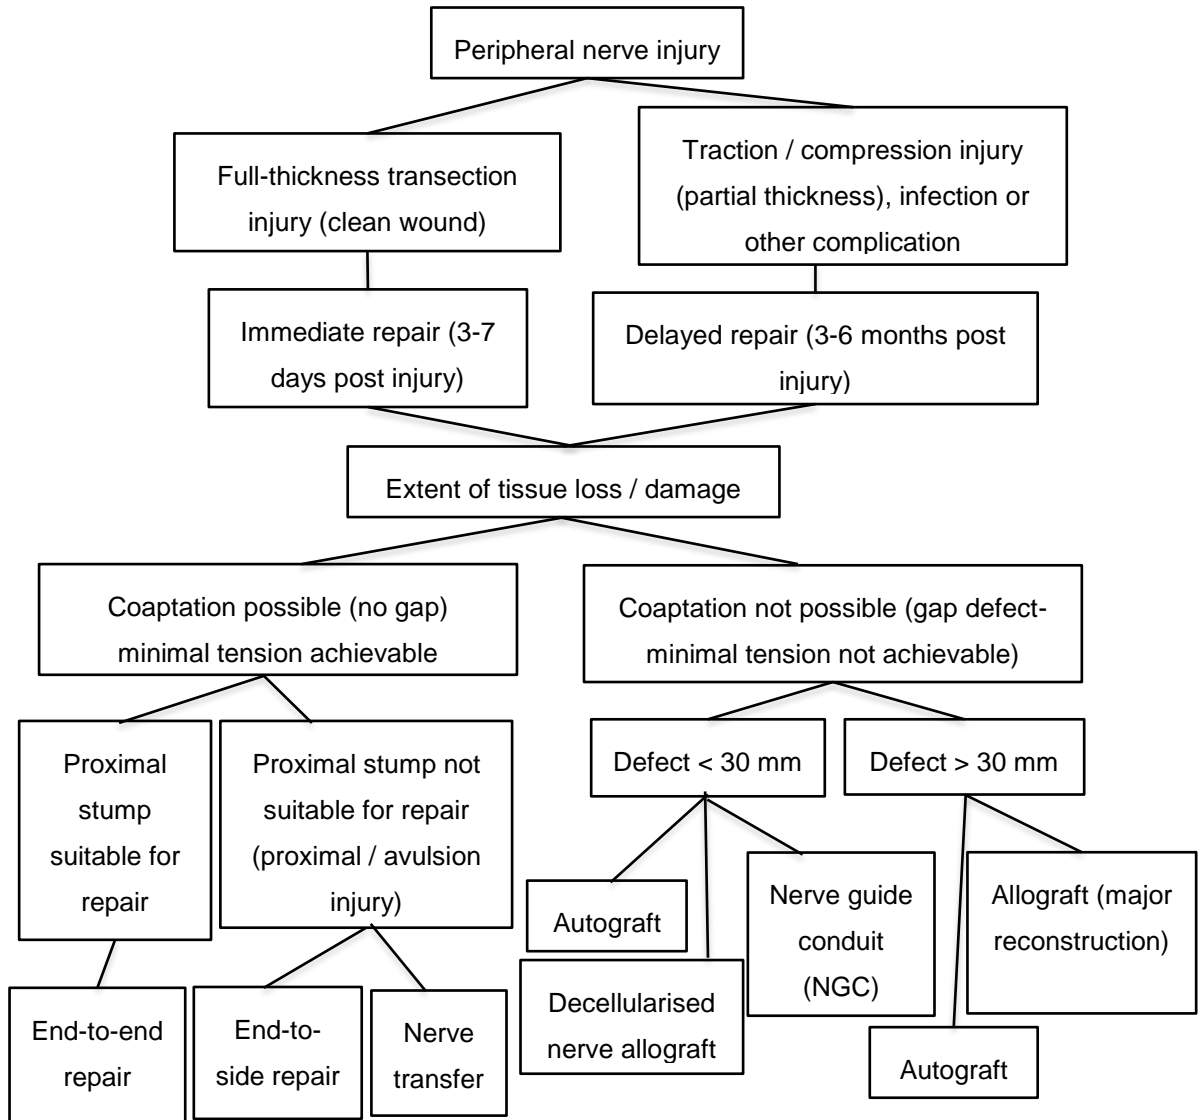 Peripheral nerve injury
Full-thickness transection
injury (clean wound)
Traction / compression injury
(partial thickness), infection or
other complication
Immediate repair (3-7
days post injury)
Delayed repair (3-6 months post
injury)
Extent of tissue loss / damage
Coaptation possible (no gap)
minimal tension achievable
Coaptation not possible (gap defect-
minimal tension not achievable)
Proximal
stump
suitable for
repair
Proximal stump not
suitable for repair
(proximal / avulsion
injury)
Defect < 30 mm
Defect > 30 mm
End-to-end
repair
End-to-
side repair
Nerve
transfer
Autograft
Decellularised
nerve allograft
Nerve guide
conduit
(NGC)
Autograft
Allograft (major
reconstruction)